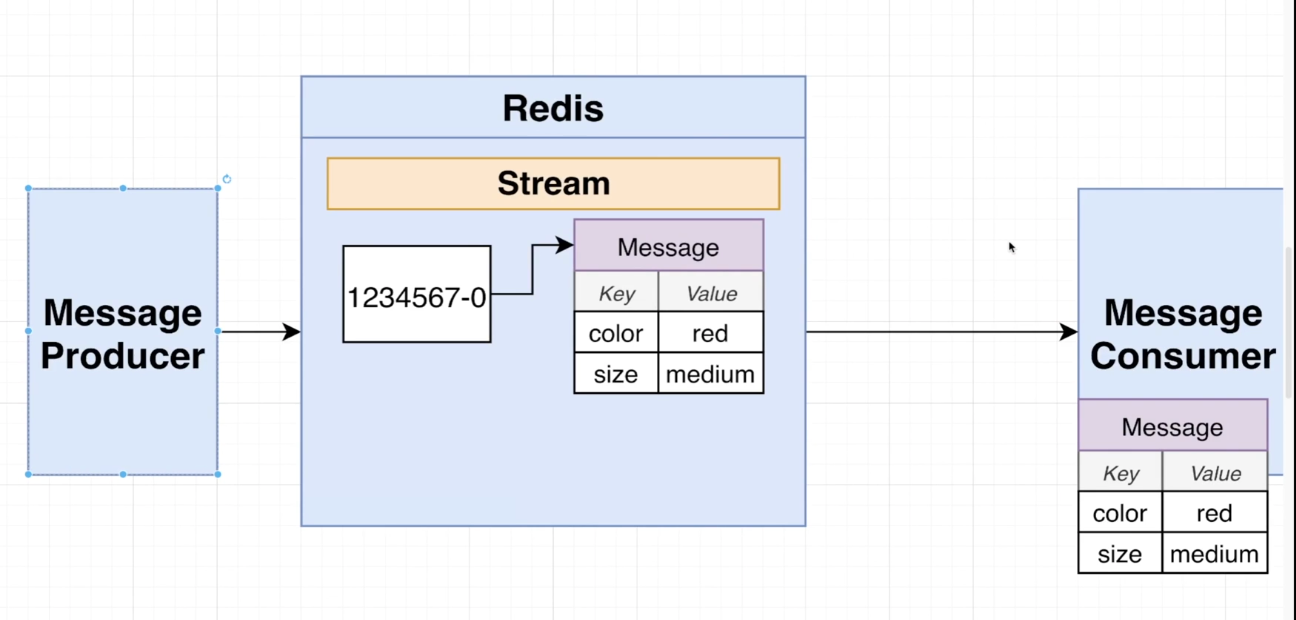 Redis
Stream
Message
Producer
1234567-0
Message
Key Value
color red
size medium
Message
Consumer
Message
Key Value
color red
size medium